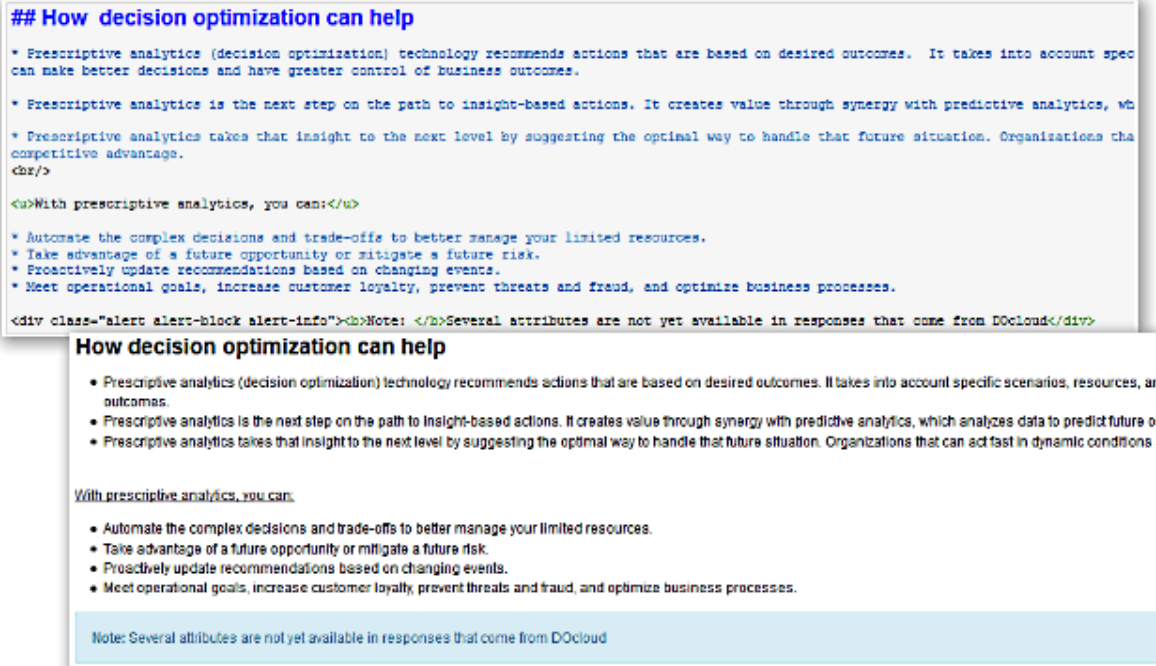 ## How  decision optimization can help
* Prescriptive analytics (decision optimization) technology recommends actions that are based on desired outcomes.  It takes into account spec
can make better decisions and have greater control of business outcomes.
* Prescriptive analytics is the next step on the path to insight-based actions. It creates value through synergy with predictive analytics, wh
* Prescriptive analytics takes that insight to the next level by suggesting the optimal way to handle that future situation. Organizations tha
competitive advantage.
<br/>
<u>With prescriptive analytics, you can:</u>
* Automate the complex decisions and trade-offs to better manage your limited resources.
* Take advantage of a future opportunity or mitigate a future risk.
* Proactively update recommendations based on changing events.
* Meet operational goals, increase customer loyalty, prevent threats and fraud, and optimize business processes.
<div class="alert alert-block alert-info"><b>Note: </b>Several attributes are not yet available in responses that come from DOcloud</div>
How decision optimization can help
• Prescriptive analytics (decision optimization) technology recommends actions that are based on desired outcomes. It takes into account specific scenarios, resources, an
outcomes.
• Prescriptive analytics is the next step on the path to insight-based actions. It creates value through synergy with predictive analytics, which analyzes data to predict future o
• Prescriptive analytics takes that insight to the next level by suggesting the optimal way to handle that future situation. Organizations that can act fast in dynamic conditions
With prescriptive analytics, you can:
• Automate the complex decisions and trade-offs to better manage your limited resources.
• Take advantage of a future opportunity or mitigate a future risk.
• Proactively update recommendations based on changing events.
• Meet operational goals, increase customer loyalty, prevent threats and fraud, and optimize business processes.
Note: Several attributes are not yet available in responses that come from DOcloud